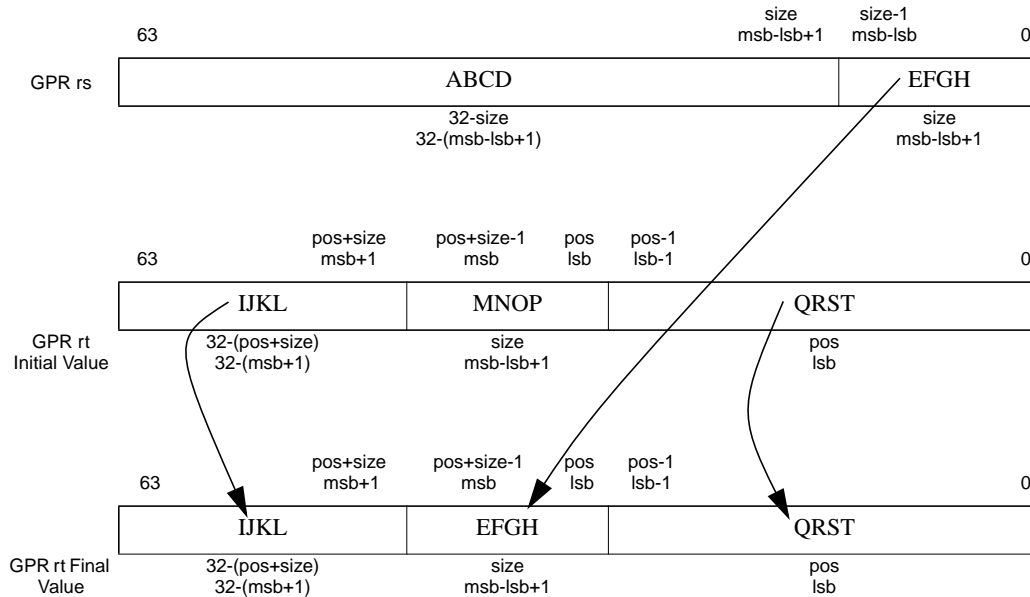 size size-1
63 msb-lsb+1 msb-lsb 0
GPR rs ABCD EFGH
32-size size
32-(msb-lsb+1) msb-lsb+1
pos+size pos+size-1 pos pos-1
63 msb+1 msb lsb lsb-1 0
IJKL MNOP QRST
GPR rt 32-(pos+size) size pos
Initial Value 32-(msb+1) msb-lsb+1 lsb
pos+size pos+size-1 pos pos-1
63 msb+1 msb lsb lsb-1 0
IJKL EFGH QRST
GPR rt Final 32-(pos+size) size pos
Value 32-(msb+1) msb-lsb+1 lsb